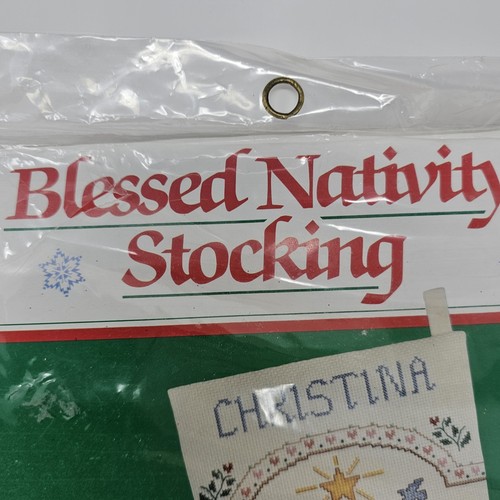 Blessed Nativity
Stocking
CHRISTINA